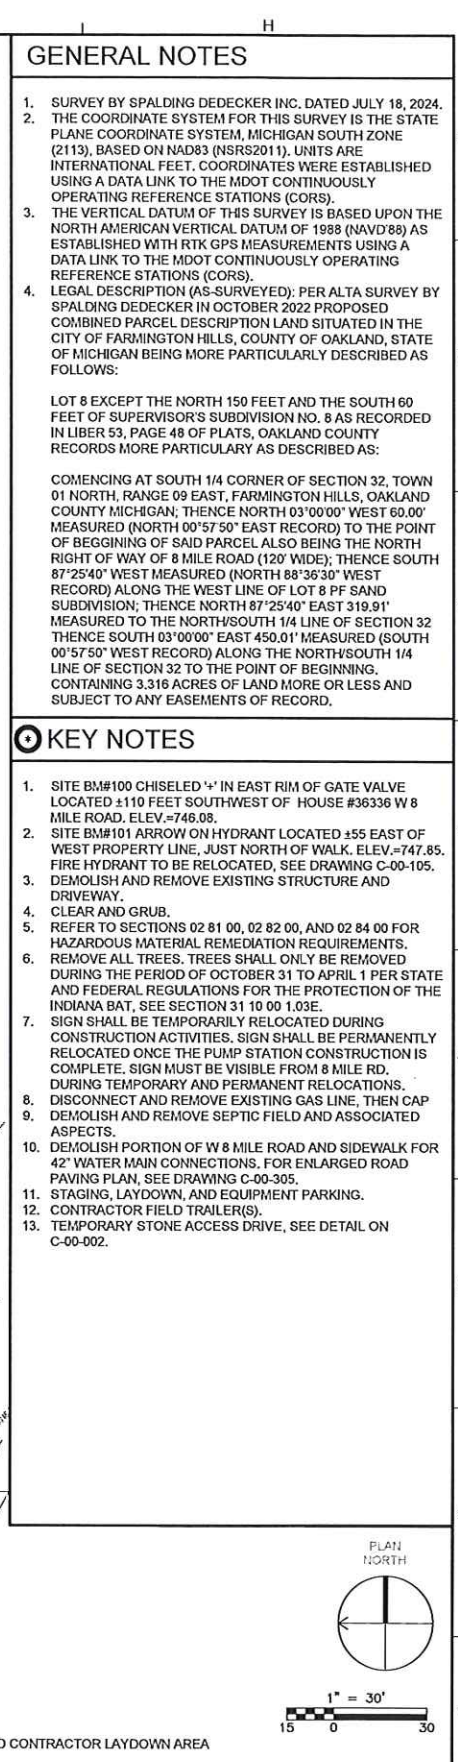 H
GENERAL NOTES
1. SURVEY BY SPALDING DEDECKER INC. DATED JULY 18, 2024.
2. THE COORDINATE SYSTEM FOR THIS SURVEY IS THE STATE
PLANE COORDINATE SYSTEM, MICHIGAN SOUTH ZONE
(2113), BASED ON NAD83 (NSRS2011). UNITS ARE
INTERNATIONAL FEET. COORDINATES WERE ESTABLISHED
USING A DATA LINK TO THE MDOT CONTINUOUSLY
OPERATING REFERENCE STATIONS (CORS).
3. THE VERTICAL DATUM OF THIS SURVEY IS BASED UPON THE
NORTH AMERICAN VERTICAL DATUM OF 1988 (NAVD'88) AS
ESTABLISHED WITH RTK GPS MEASUREMENTS USING A
DATA LINK TO THE MDOT CONTINUOUSLY OPERATING
REFERENCE STATIONS (CORS).
4. LEGAL DESCRIPTION (AS-SURVEYED): PER ALTA SURVEY BY
SPALDING DEDECKER IN OCTOBER 2022 PROPOSED
COMBINED PARCEL DESCRIPTION LAND SITUATED IN THE
CITY OF FARMINGTON HILLS, COUNTY OF OAKLAND, STATE
OF MICHIGAN BEING MORE PARTICULARLY DESCRIBED AS
FOLLOWS:
LOT 8 EXCEPT THE NORTH 150 FEET AND THE SOUTH 60
FEET OF SUPERVISOR'S SUBDIVISION NO. 8 AS RECORDED
IN LIBER 53, PAGE 48 OF PLATS, OAKLAND COUNTY
RECORDS MORE PARTICULARY AS DESCRIBED AS:
COMENCING AT SOUTH 1/4 CORNER OF SECTION 32, TOWN
01 NORTH, RANGE 09 EAST, FARMINGTON HILLS, OAKLAND
COUNTY MICHIGAN; THENCE NORTH 03°00'00" WEST 60.00'
MEASURED (NORTH 00°57'50" EAST RECORD) TO THE POINT
OF BEGGINING OF SAID PARCEL ALSO BEING THE NORTH
RIGHT OF WAY OF 8 MILE ROAD (120' WIDE); THENCE SOUTH
87°25'40" WEST MEASURED (NORTH 88°36'30" WEST
RECORD) ALONG THE WEST LINE OF LOT 8 PF SAND
SUBDIVISION; THENCE NORTH 87°25'40" EAST 319.91'
MEASURED TO THE NORTH/SOUTH 1/4 LINE OF SECTION 32
THENCE SOUTH 03°00'00" EAST 450.01' MEASURED (SOUTH
00°57'50" WEST RECORD) ALONG THE NORTH/SOUTH 1/4
LINE OF SECTION 32 TO THE POINT OF BEGINNING.
CONTAINING 3.316 ACRES OF LAND MORE OR LESS AND
SUBJECT TO ANY EASEMENTS OF RECORD.
KEY NOTES
1. SITE BM#100 CHISELED '+' IN EAST RIM OF GATE VALVE
LOCATED ±110 FEET SOUTHWEST OF HOUSE #36336 W 8
MILE ROAD. ELEV.=746.08.
2. SITE BM#101 ARROW ON HYDRANT LOCATED ±55 EAST OF
WEST PROPERTY LINE, JUST NORTH OF WALK. ELEV.=747.85.
FIRE HYDRANT TO BE RELOCATED, SEE DRAWING C-00-105.
3. DEMOLISH AND REMOVE EXISTING STRUCTURE AND
DRIVEWAY.
4. CLEAR AND GRUB.
5. REFER TO SECTIONS 02 81 00, 02 82 00, AND 02 84 00 FOR
HAZARDOUS MATERIAL REMEDIATION REQUIREMENTS.
6. REMOVE ALL TREES. TREES SHALL ONLY BE REMOVED
DURING THE PERIOD OF OCTOBER 31 TO APRIL 1 PER STATE
AND FEDERAL REGULATIONS FOR THE PROTECTION OF THE
INDIANA BAT, SEE SECTION 31 10 00 1.03E.
7. SIGN SHALL BE TEMPORARILY RELOCATED DURING
CONSTRUCTION ACTIVITIES. SIGN SHALL BE PERMANENTLY
RELOCATED ONCE THE PUMP STATION CONSTRUCTION IS
COMPLETE. SIGN MUST BE VISIBLE FROM 8 MILE RD.
DURING TEMPORARY AND PERMANENT RELOCATIONS.
8. DISCONNECT AND REMOVE EXISTING GAS LINE, THEN CAP
9. DEMOLISH AND REMOVE SEPTIC FIELD AND ASSOCIATED
ASPECTS.
10. DEMOLISH PORTION OF W 8 MILE ROAD AND SIDEWALK FOR
42" WATER MAIN CONNECTIONS. FOR ENLARGED ROAD
PAVING PLAN, SEE DRAWING C-00-305.
11. STAGING, LAYDOWN, AND EQUIPMENT PARKING.
12. CONTRACTOR FIELD TRAILER(S).
13. TEMPORARY STONE ACCESS DRIVE, SEE DETAIL ON
C-00-002.
PLAN
NORTH
1" = 30'
15 0 30
CONTRACTOR LAYDOWN AREA